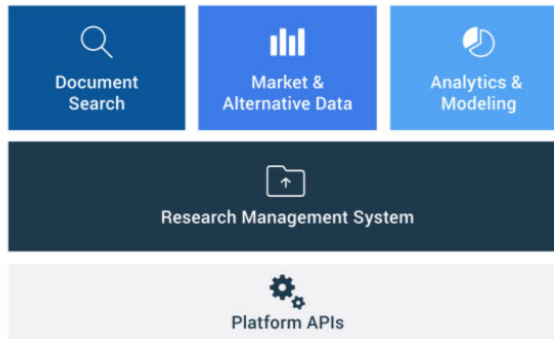 Document
Search
Market &
Alternative Data
Analytics &
Modeling
Research Management System
Platform APIs